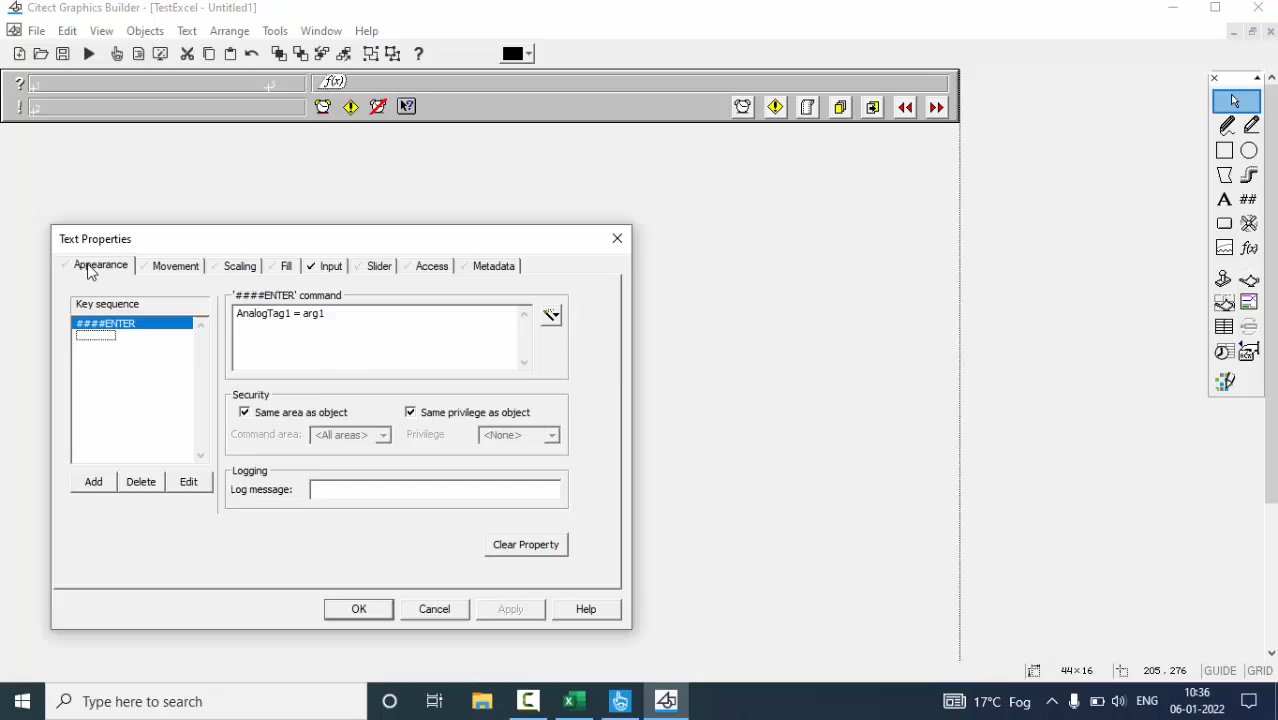 Citect Graphics Builder - [TestExcel - Untitled1]
File Edit View Objects Text Arrange Tools Window Help
? f(x)
!
Text Properties
Appearance Movement Scaling Fill Input Slider Access Metadata
Key sequence
####ENTER
'####ENTER' command
AnalogTag1 = arg1
Security
Same area as object Same privilege as object
Command area: <All areas> Privilege <None>
Logging
Log message:
Add Delete Edit
Clear Property
OK Cancel Apply Help
A ##
f(x)
44×16 205, 276 GUIDE GRID
Type here to search
17°C Fog ENG 10:36
06-01-2022